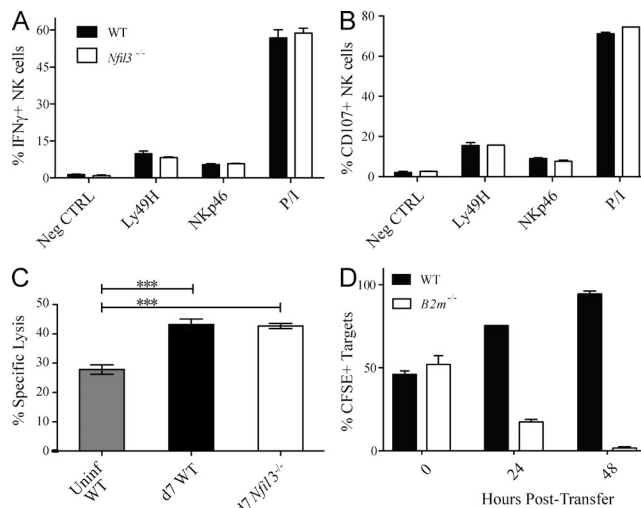 A
WT
Nfil3 -/-
% IFNγ+ NK cells
60
45
30
15
0
Neg CTRL
Ly49H
NKp46
P/I
B
% CD107+ NK cells
80
60
40
20
0
Neg CTRL
Ly49H
NKp46
P/I
C
***
***
% Specific Lysis
50
40
30
20
10
0
Uninf WT
d7 WT
d7 Nfil3-/-
D
WT
B2m-/-
% CFSE+ Targets
100
50
0
0
24
48
Hours Post-Transfer